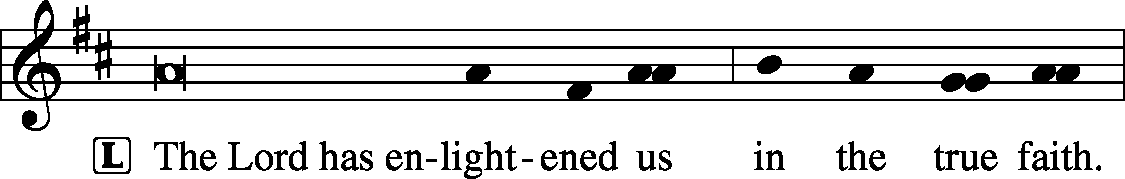 L The Lord has en-light-ened us in the true faith.